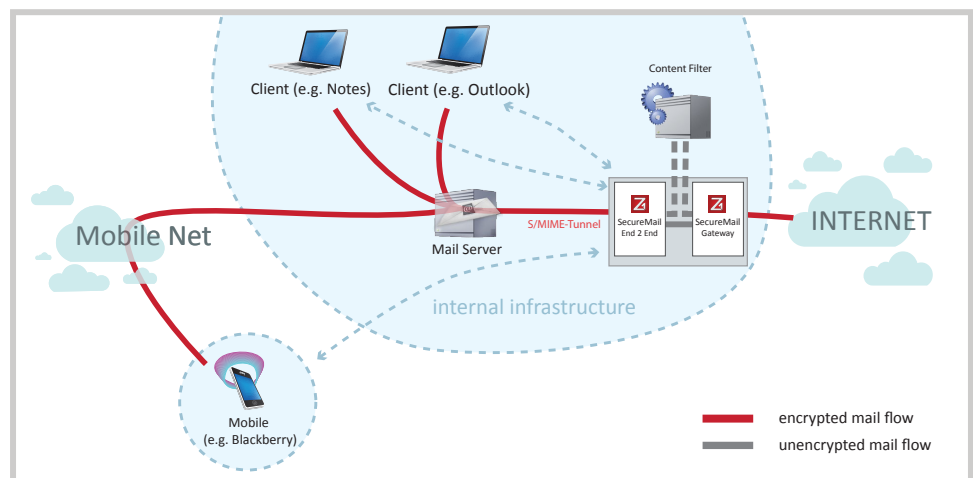 Client (e.g. Notes)
Client (e.g. Outlook)
Content Filter
Mobile Net
Mail Server
S/MIME-Tunnel
SecureMail
End 2 End
SecureMail
Gateway
INTERNET
internal infrastructure
Mobile
(e.g. Blackberry)
encrypted mail flow
unencrypted mail flow